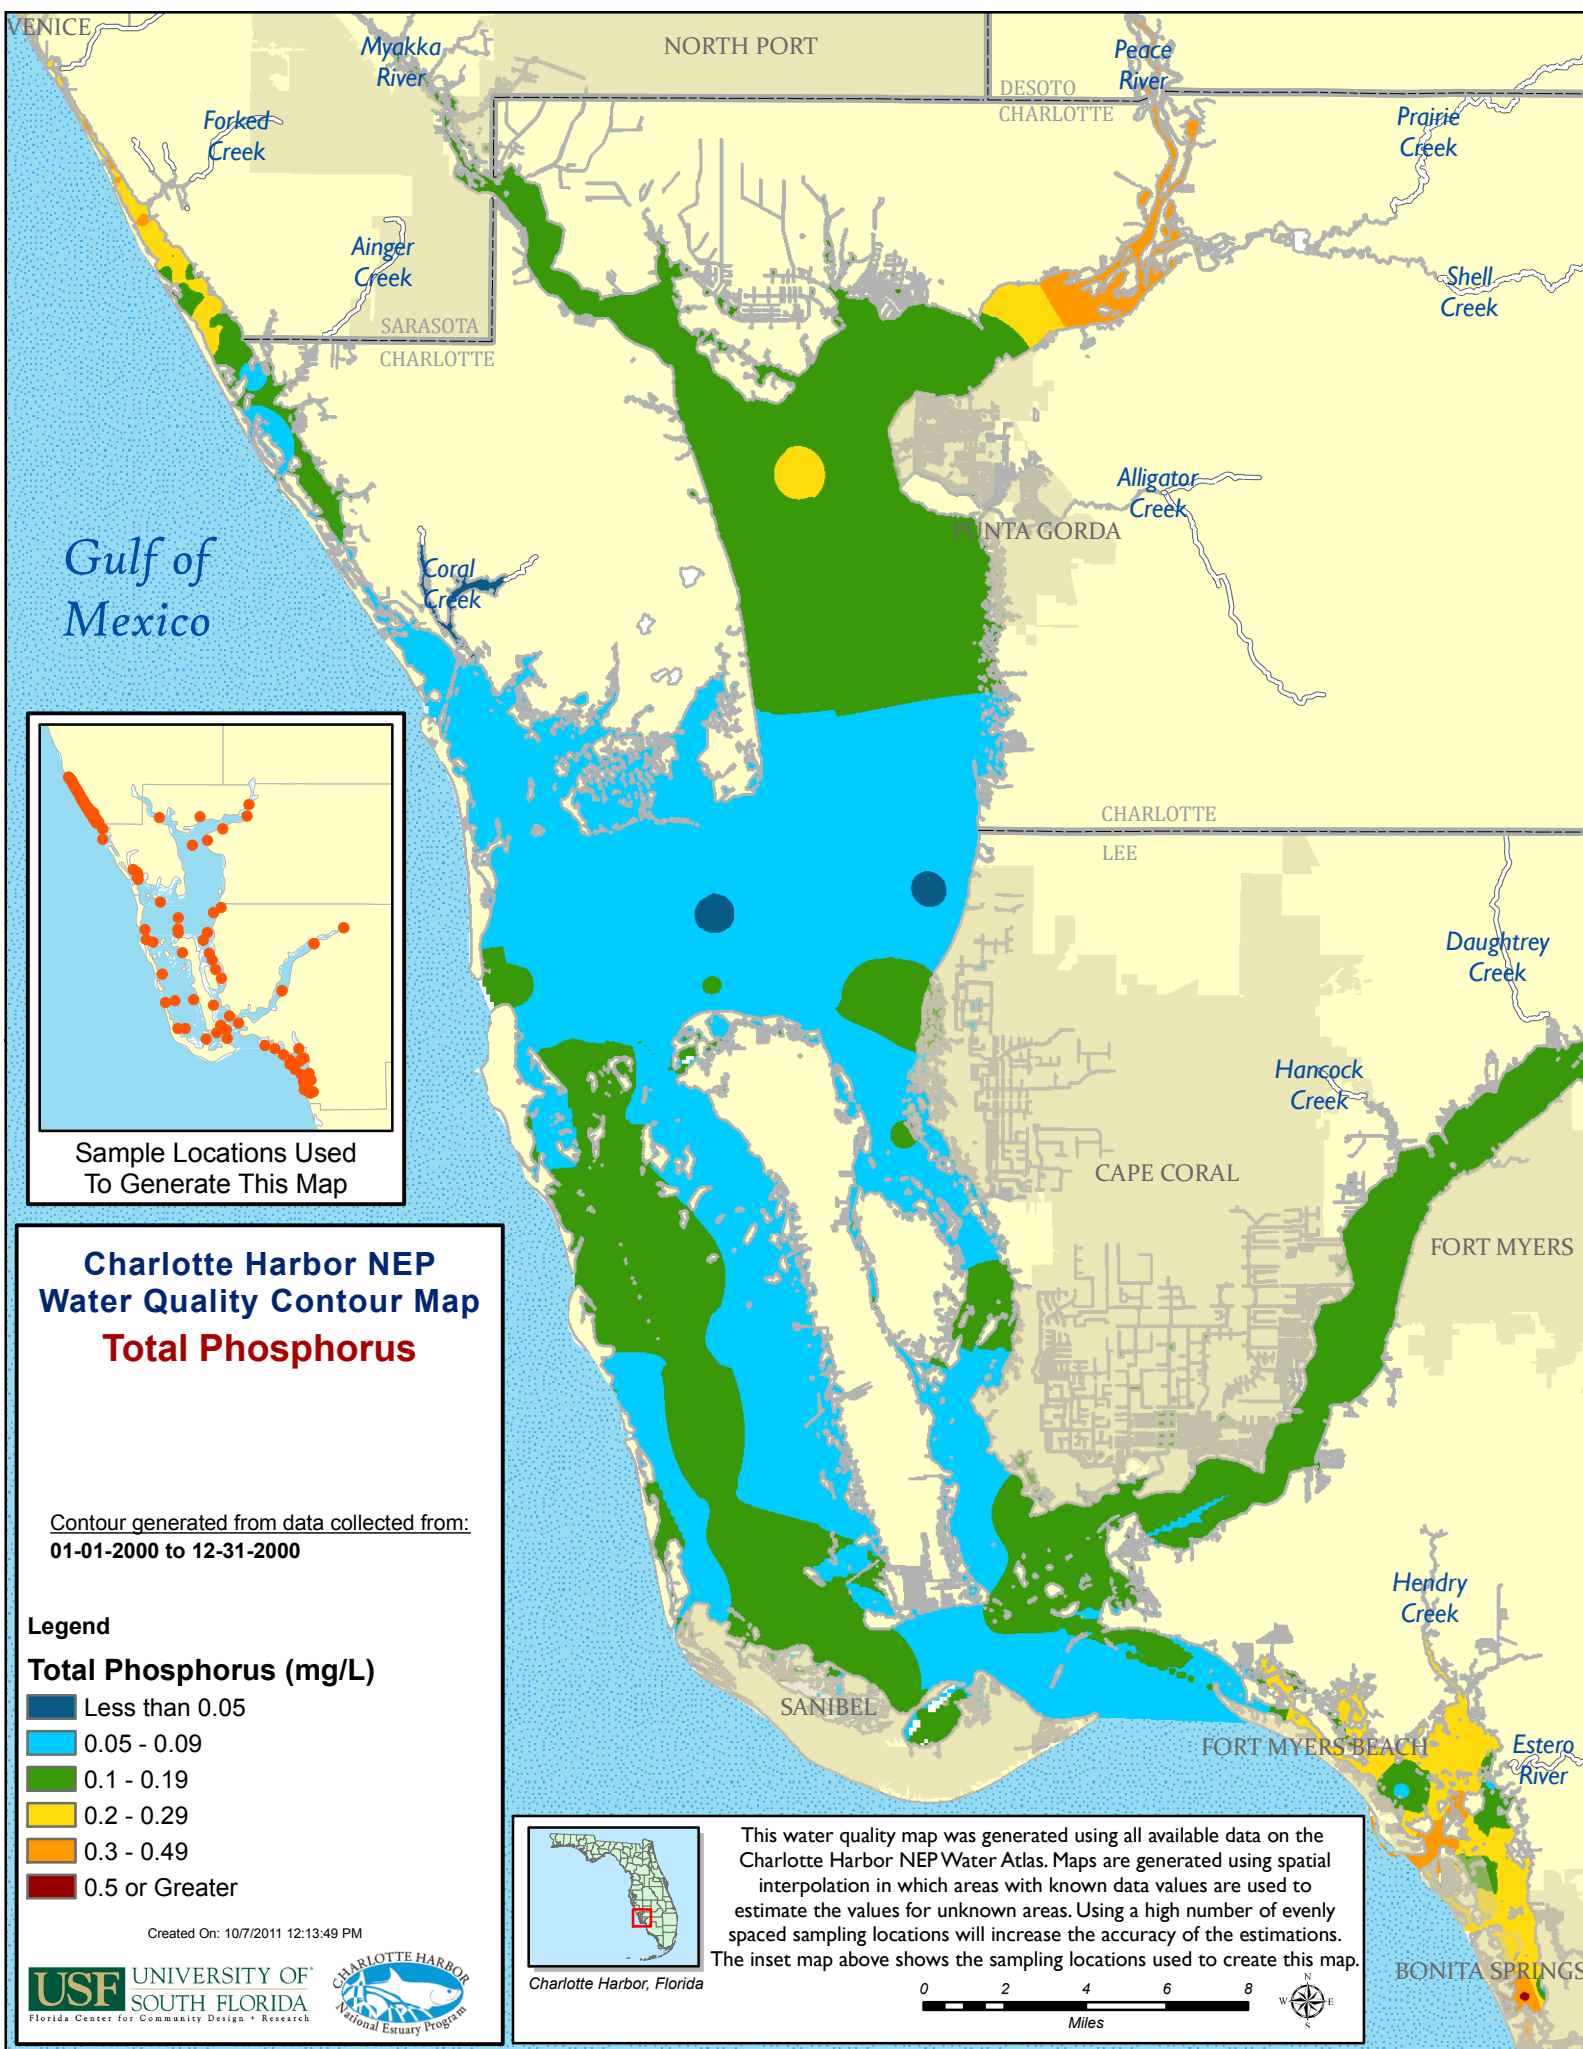 VENICE
Myakka
River
NORTH PORT
Peace
River
DESOTO
CHARLOTTE
Forked
Creek
Prairie
Creek
Ainger
Creek
Shell
Creek
SARASOTA
CHARLOTTE
Alligator
Creek
PUNTA GORDA
Gulf of
Mexico
Coral
Creek
CHARLOTTE
LEE
Daughtrey
Creek
Hancock
Creek
CAPE CORAL
FORT MYERS
Sample Locations Used
To Generate This Map
Charlotte Harbor NEP
Water Quality Contour Map
Total Phosphorus
Contour generated from data collected from:
01-01-2000 to 12-31-2000
Hendry
Creek
SANIBEL
FORT MYERS BEACH
Estero
River
BONITA SPRINGS
Legend
Total Phosphorus (mg/L)
Less than 0.05
0.05 - 0.09
0.1 - 0.19
0.2 - 0.29
0.3 - 0.49
0.5 or Greater
Created On: 10/7/2011 12:13:49 PM
USF UNIVERSITY OF
SOUTH FLORIDA
Florida Center for Community Design + Research
CHARLOTTE HARBOR
National Estuary Program
Charlotte Harbor, Florida
This water quality map was generated using all available data on the
Charlotte Harbor NEP Water Atlas. Maps are generated using spatial
interpolation in which areas with known data values are used to
estimate the values for unknown areas. Using a high number of evenly
spaced sampling locations will increase the accuracy of the estimations.
The inset map above shows the sampling locations used to create this map.
0 2 4 6 8
Miles
N
W E
S